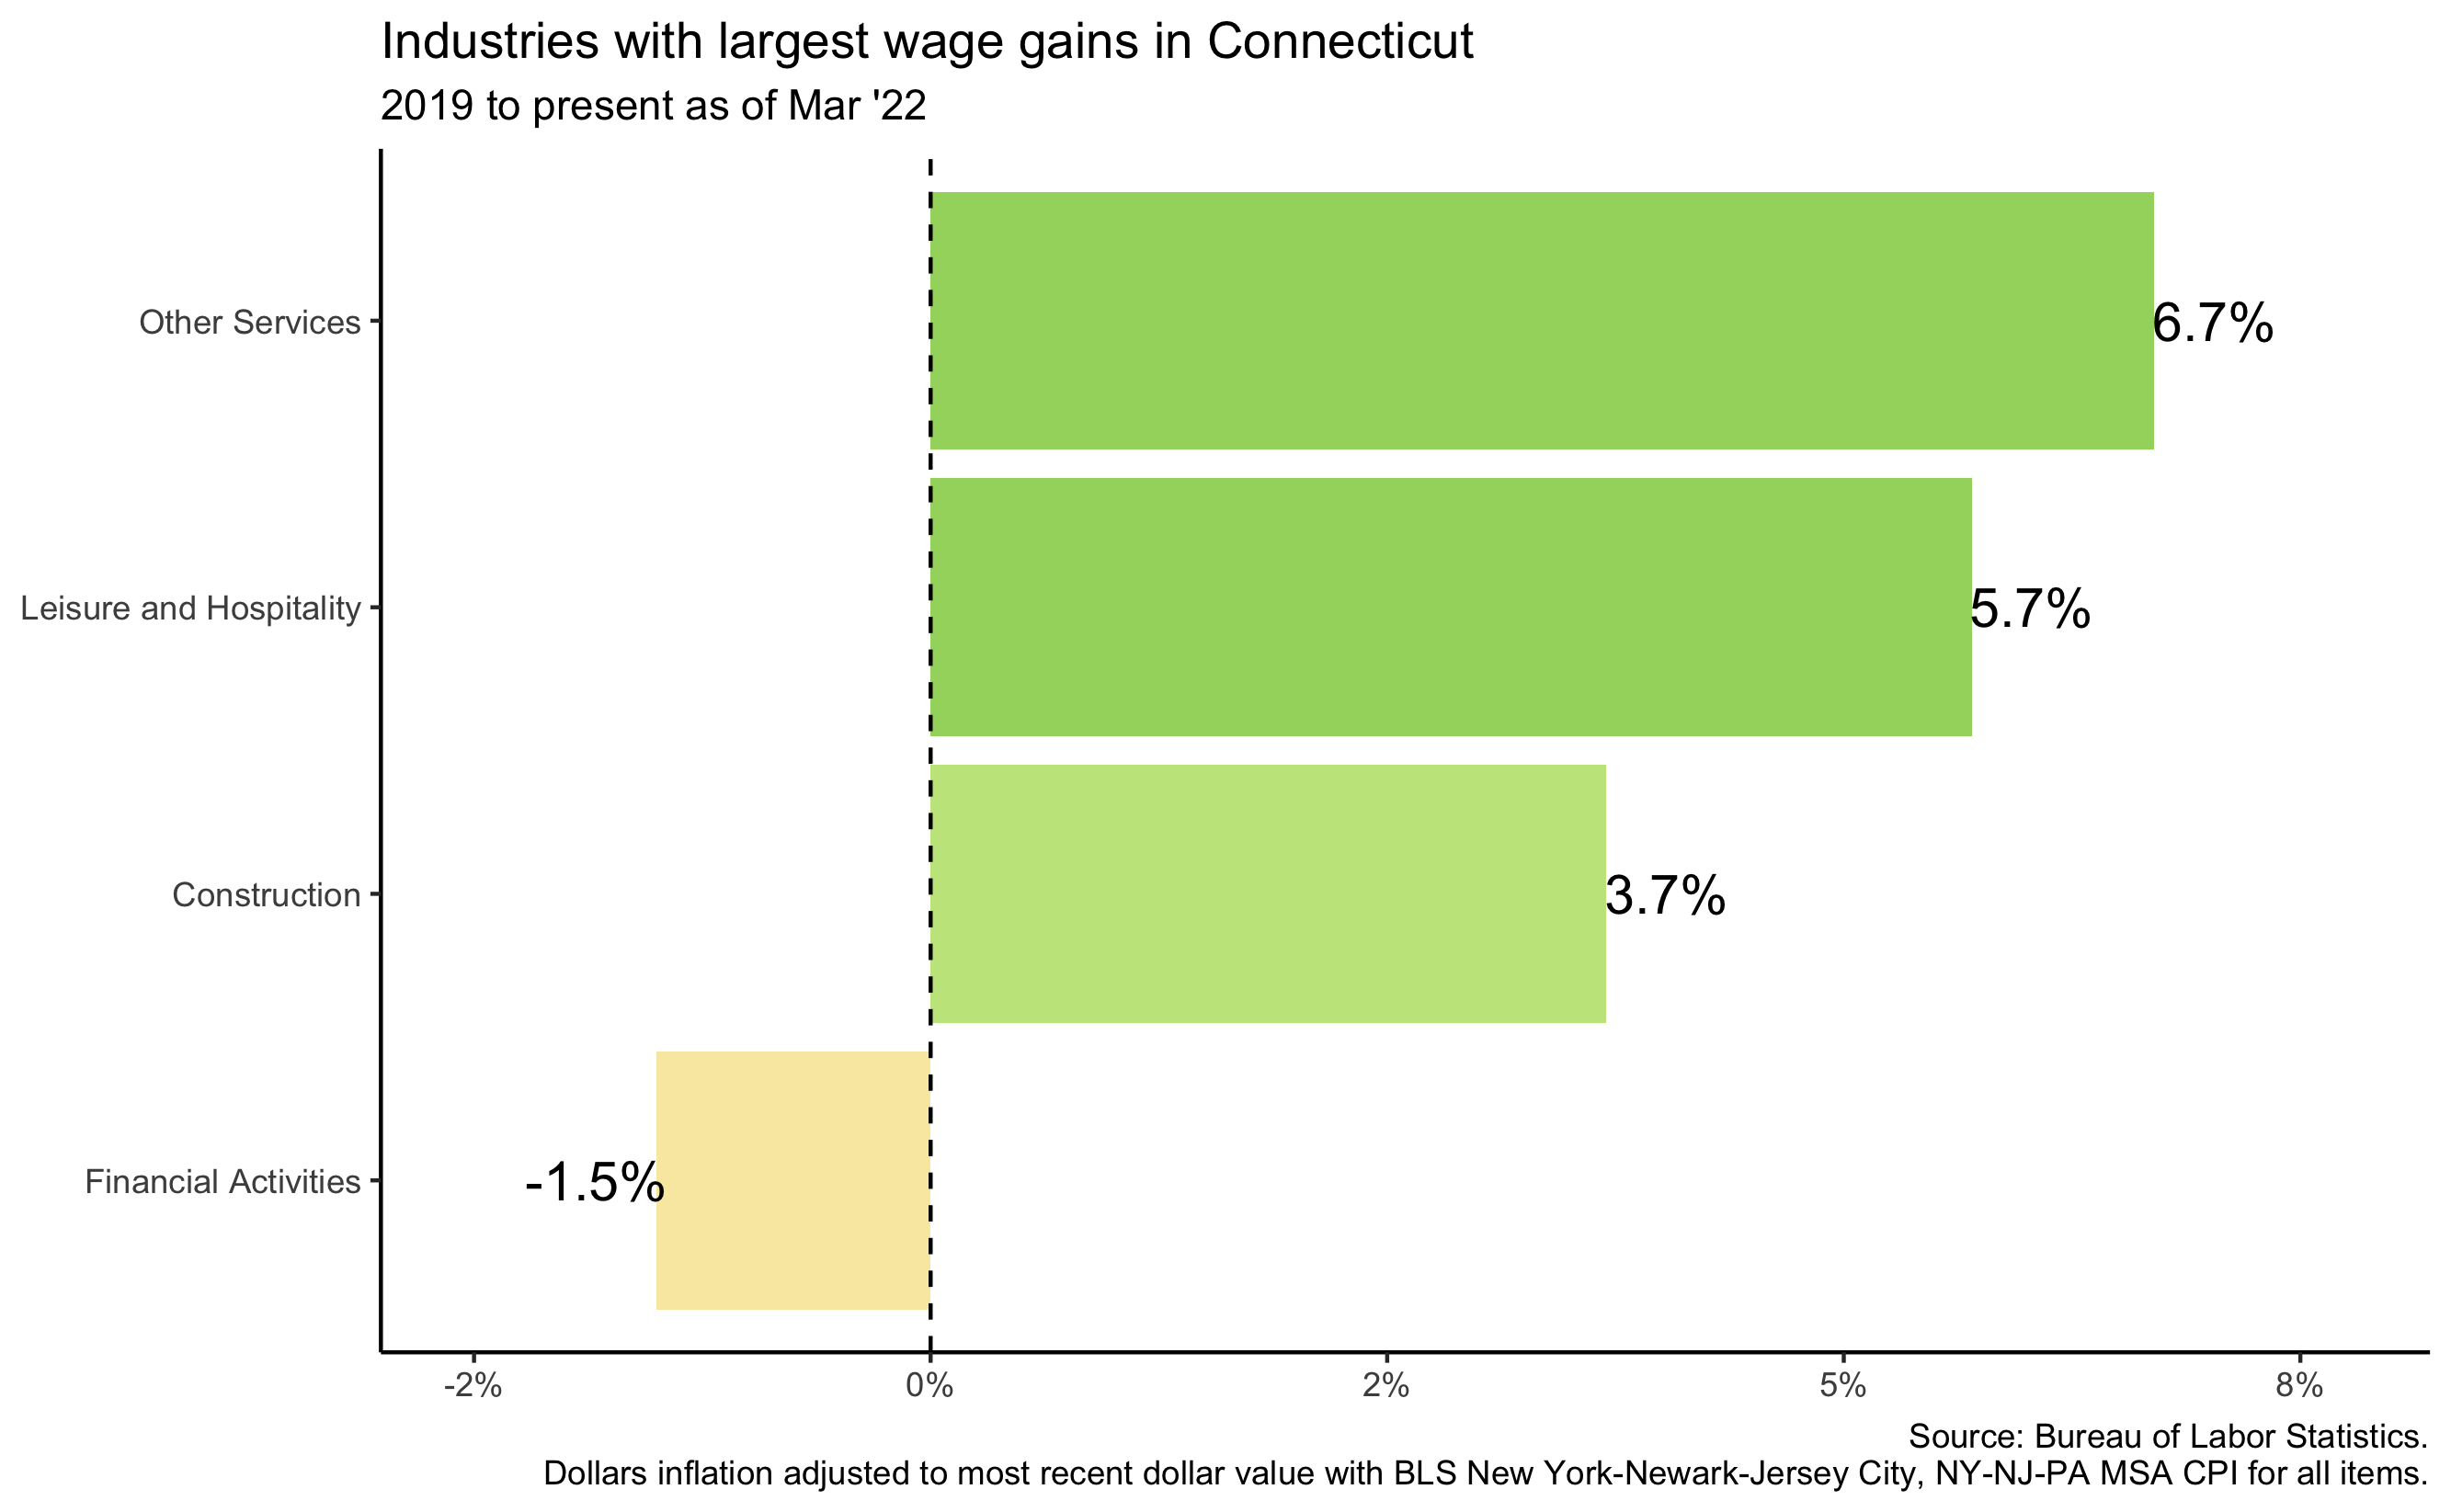 Industries with largest wage gains in Connecticut
2019 to present as of Mar '22
Other Services
6.7%
Leisure and Hospitality
5.7%
Construction
3.7%
Financial Activities
-1.5%
-2%
0%
2%
5%
8%
Source: Bureau of Labor Statistics.
Dollars inflation adjusted to most recent dollar value with BLS New York-Newark-Jersey City, NY-NJ-PA MSA CPI for all items.